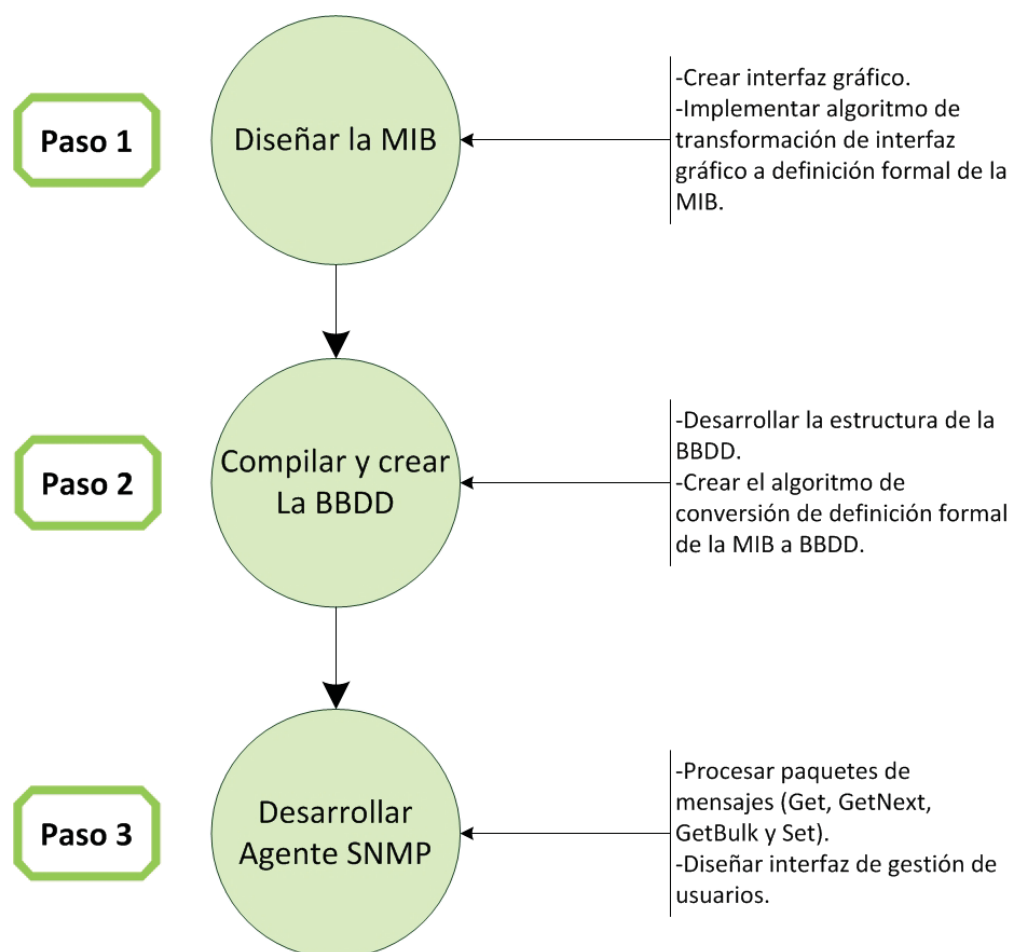 Paso 1
Diseñar la MIB
-Crear interfaz gráfico.
-Implementar algoritmo de
transformación de interfaz
gráfico a definición formal de la
MIB.
Paso 2
Compilar y crear
La BBDD
-Desarrollar la estructura de la
BBDD.
-Crear el algoritmo de
conversión de definición formal
de la MIB a BBDD.
Paso 3
Desarrollar
Agente SNMP
-Procesar paquetes de
mensajes (Get, GetNext,
GetBulk y Set).
-Diseñar interfaz de gestión de
usuarios.